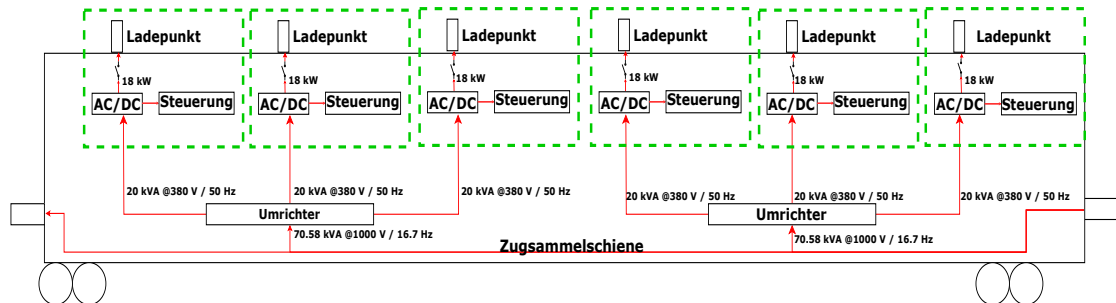 Ladepunkt Ladepunkt Ladepunkt Ladepunkt Ladepunkt Ladepunkt
18 kW 18 kW 18 kW 18 kW 18 kW 18 kW
AC/DC Steuerung AC/DC Steuerung AC/DC Steuerung AC/DC Steuerung AC/DC Steuerung AC/DC Steuerung
20 kVA @380 V / 50 Hz 20 kVA @380 V / 50 Hz 20 kVA @380 V / 50 Hz 20 kVA @380 V / 50 Hz 20 kVA @380 V / 50 Hz 20 kVA @380 V / 50 Hz
Umrichter Umrichter
70.58 kVA @1000 V / 16.7 Hz 70.58 kVA @1000 V / 16.7 Hz
Zugsammelschiene